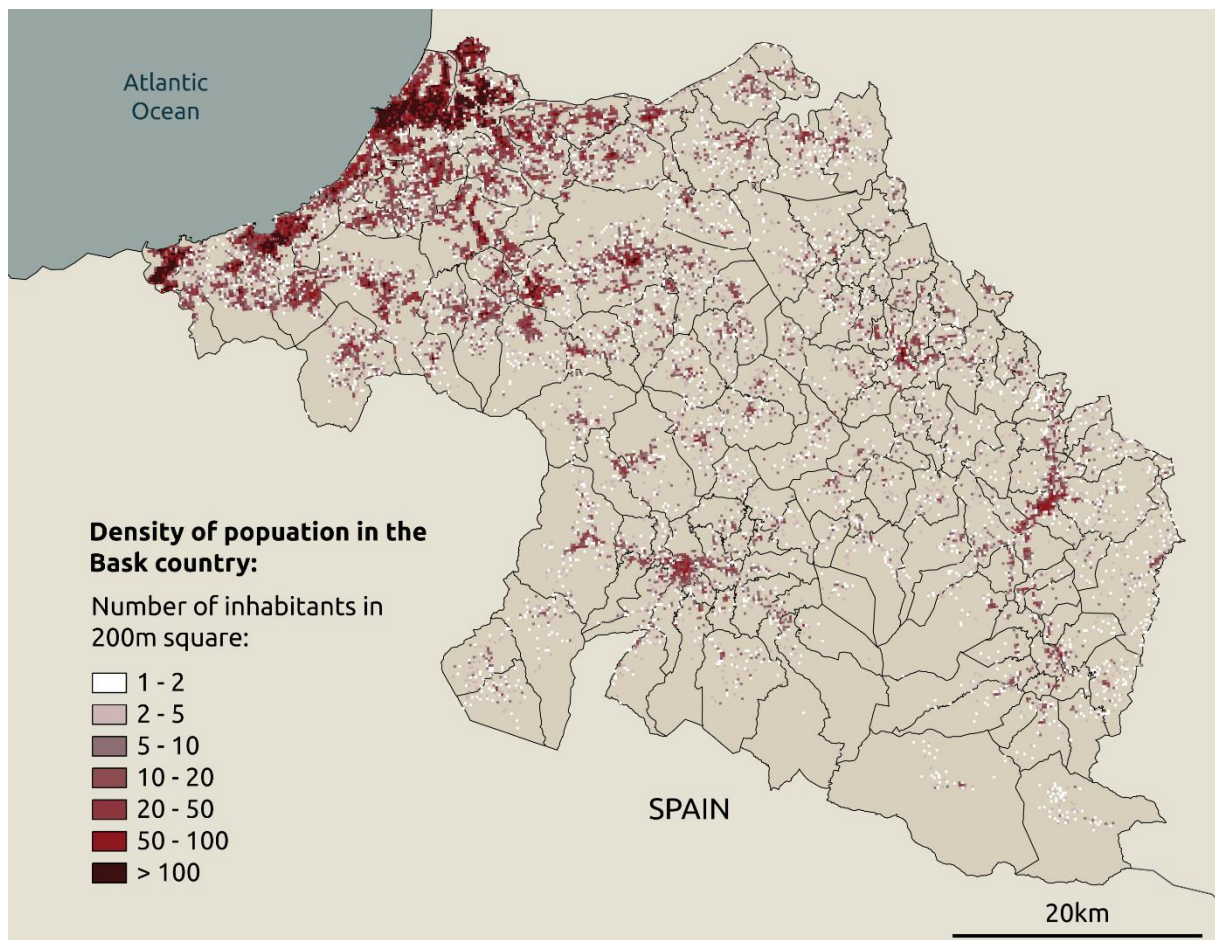 Atlantic
Ocean
Density of popuation in the
Bask country:
Number of inhabitants in
200m square:
1 - 2
2 - 5
5 - 10
10 - 20
20 - 50
50 - 100
> 100
SPAIN
20km